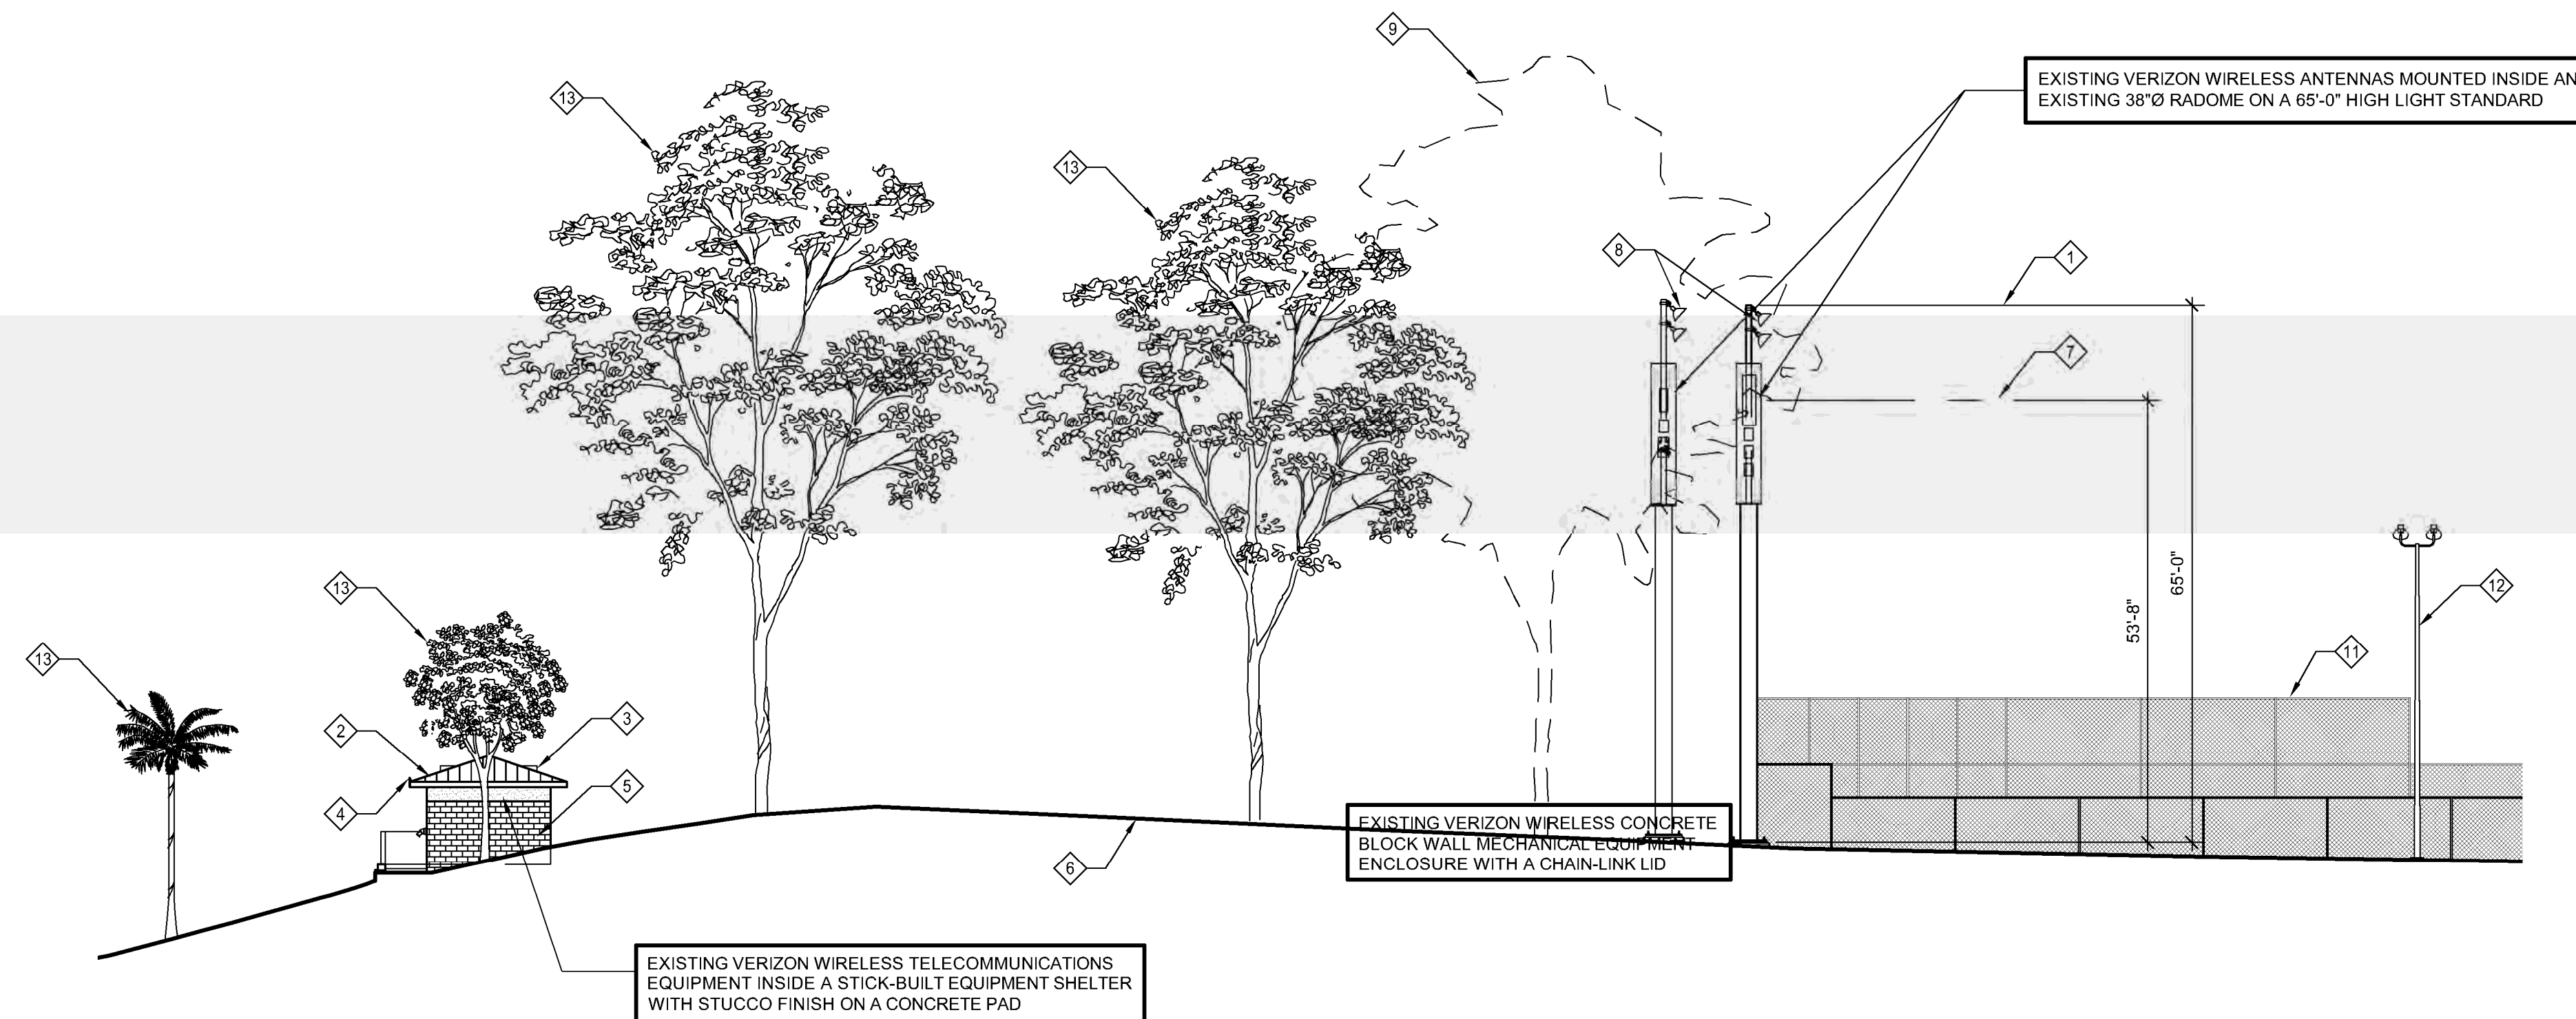 9
EXISTING VERIZON WIRELESS ANTENNAS MOUNTED INSIDE AN
EXISTING 38"Ø RADOME ON A 65'-0" HIGH LIGHT STANDARD
13
13
8
1
7
65'-0"
53'-8"
12
13
11
13
2
3
4
5
EXISTING VERIZON WIRELESS CONCRETE
BLOCK WALL MECHANICAL EQUIPMENT
ENCLOSURE WITH A CHAIN-LINK LID
6
EXISTING VERIZON WIRELESS TELECOMMUNICATIONS
EQUIPMENT INSIDE A STICK-BUILT EQUIPMENT SHELTER
WITH STUCCO FINISH ON A CONCRETE PAD